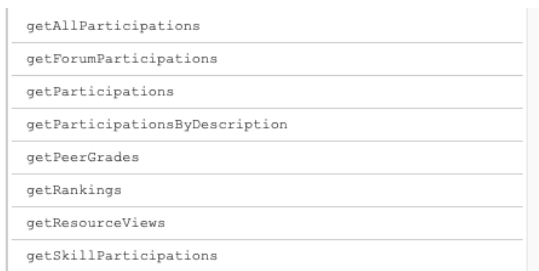 getAllParticipations
getForumParticipations
getParticipations
getParticipationsByDescription
getPeerGrades
getRankings
getResourceViews
getSkillParticipations